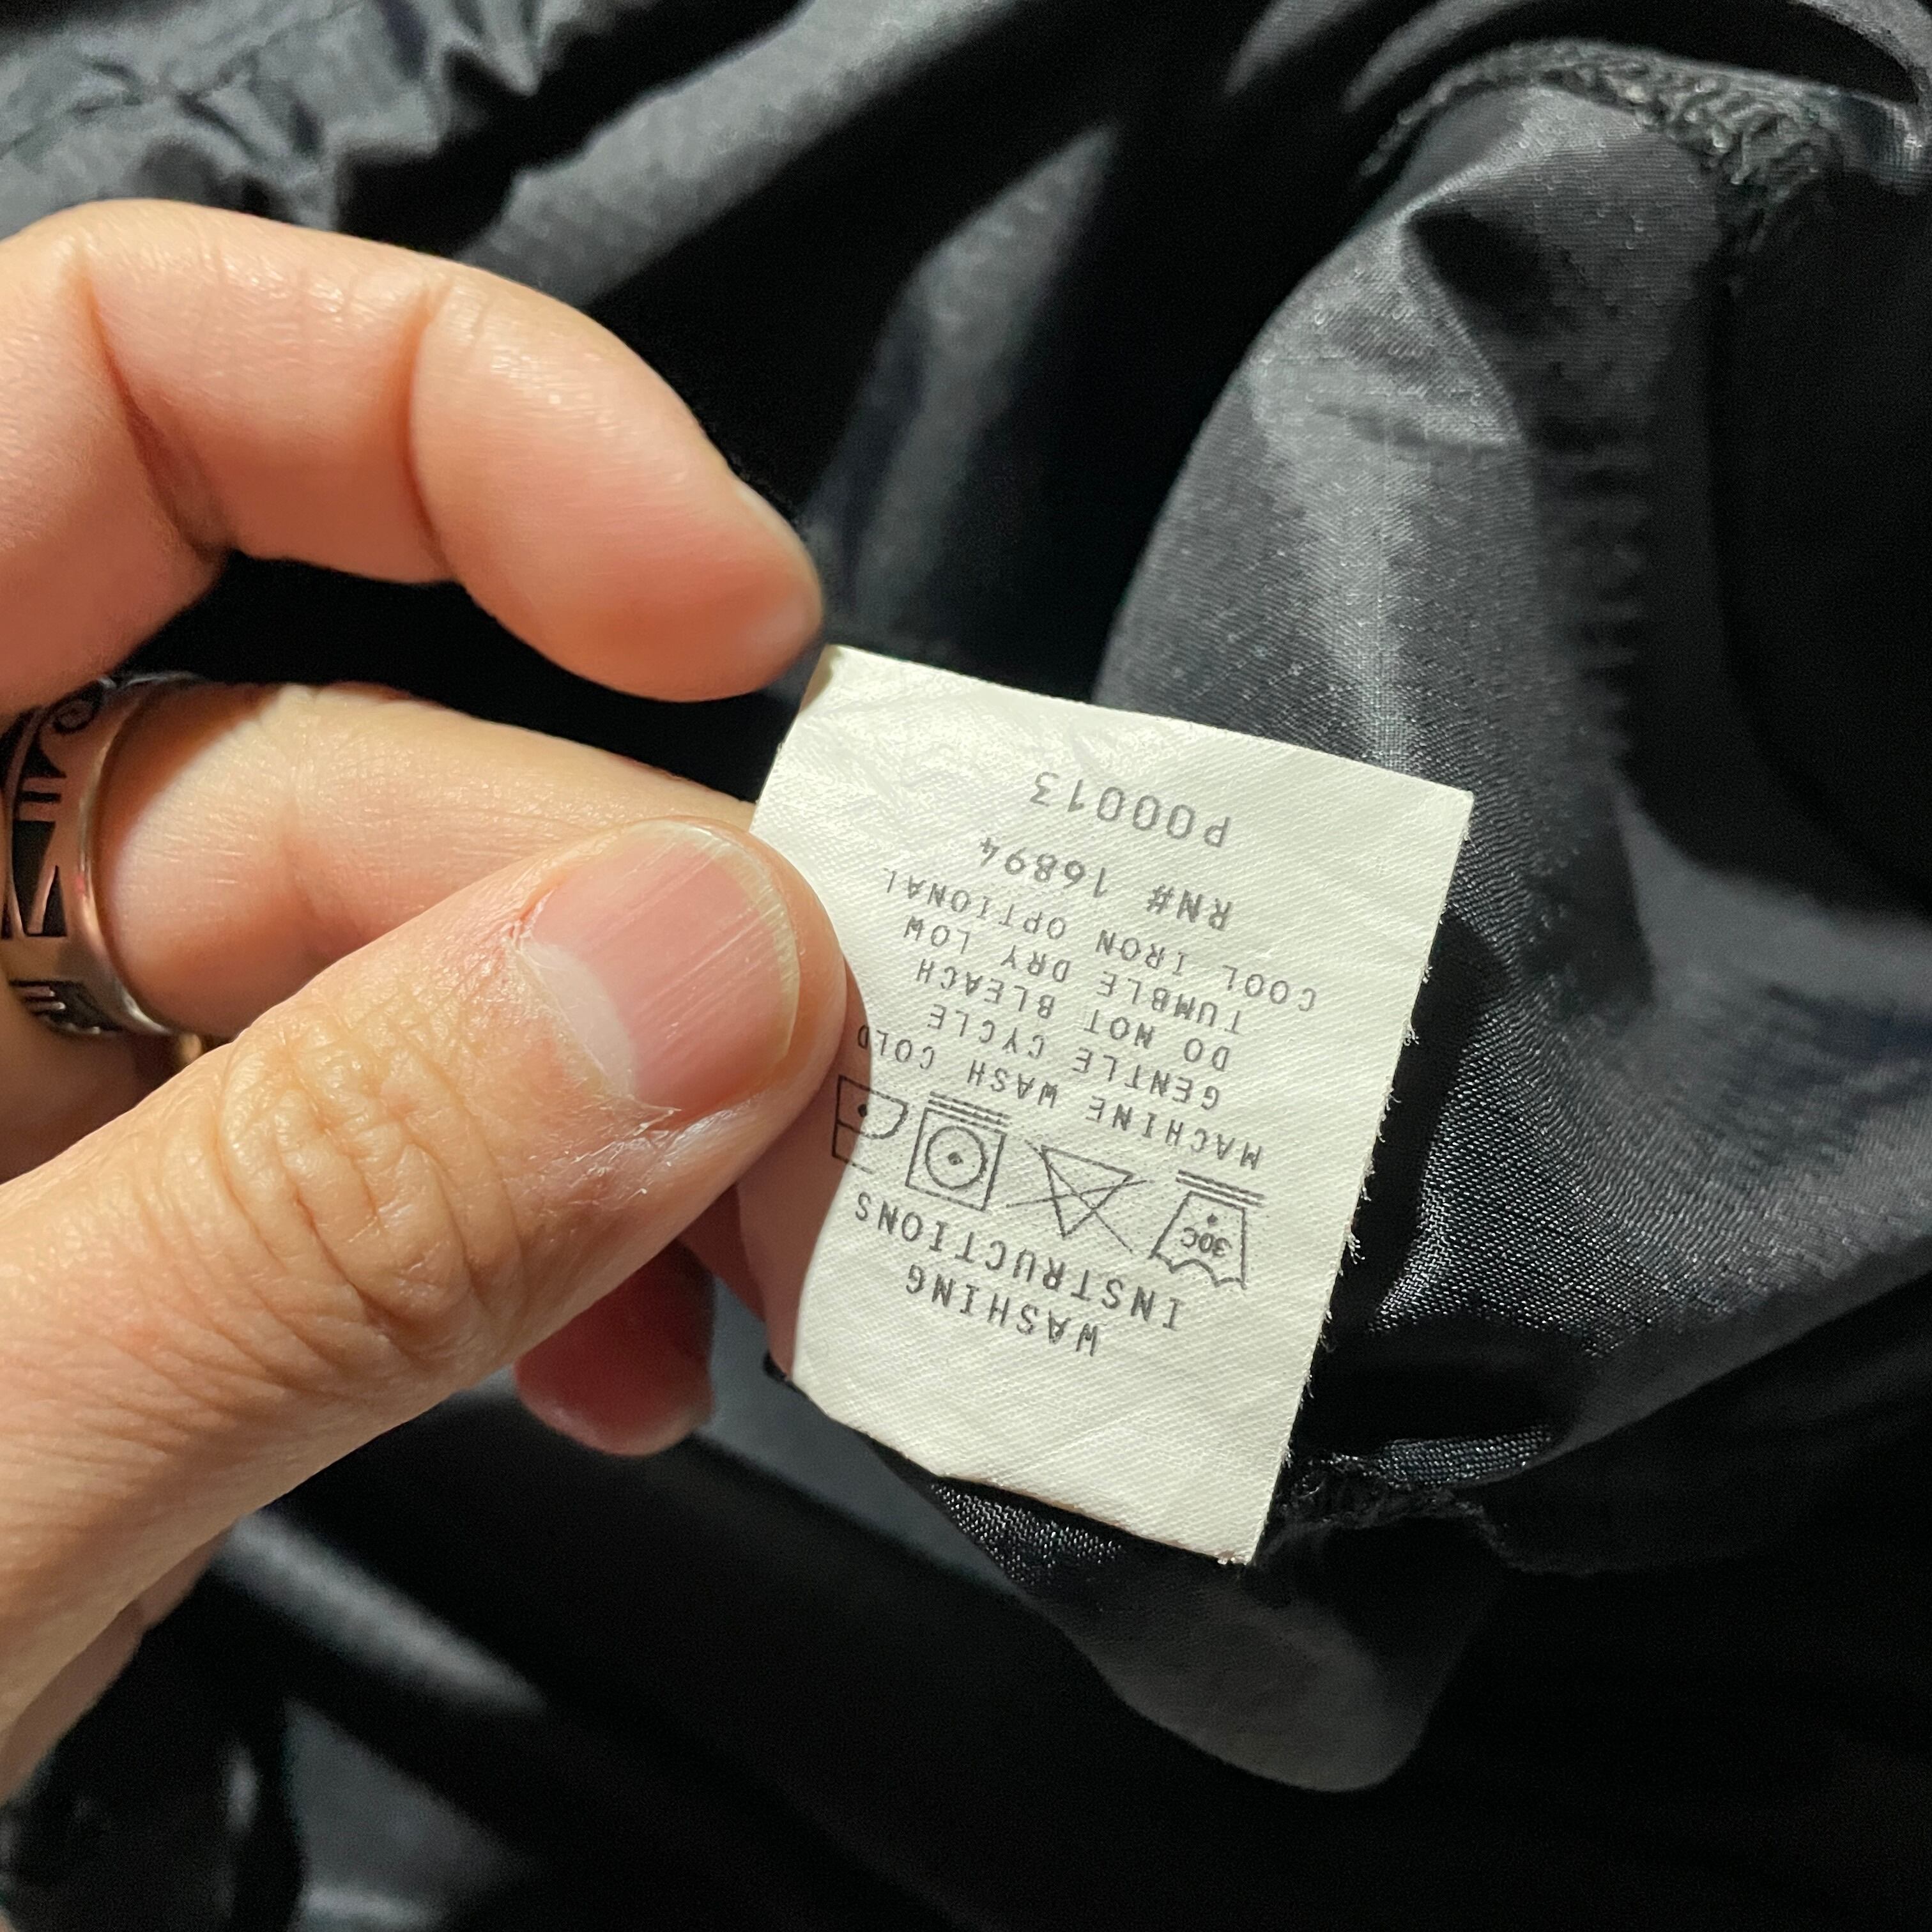 WASHING
INSTRUCTIONS
30C
MACHINE WASH COLD
GENTLE CYCLE
DO NOT BLEACH
TUMBLE DRY LOW
COOL IRON OPTIONAL
RN# 16894
P00013